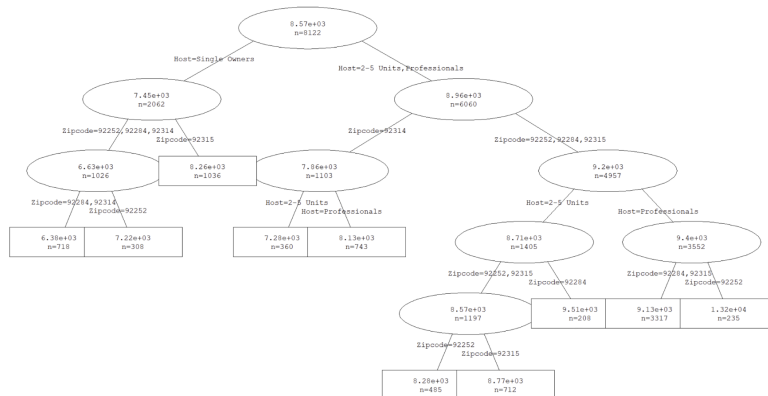 8.57e+03
n=8122
Host=Single Owners
Host=2-5 Units,Professionals
7.45e+03
n=2062
8.96e+03
n=6060
Zipcode=92252,92284,92314
Zipcode=92315
Zipcode=92314
Zipcode=92252,92284,92315
6.63e+03
n=1026
8.26e+03
n=1036
7.86e+03
n=1103
9.2e+03
n=4957
Zipcode=92284,92314
Zipcode=92252
Host=2-5 Units
Host=Professionals
Host=2-5 Units
Host=Professionals
6.38e+03
n=718
7.22e+03
n=308
7.28e+03
n=360
8.13e+03
n=743
8.71e+03
n=1405
9.4e+03
n=3552
Zipcode=92252,92315
Zipcode=92284
Zipcode=92284,92315
Zipcode=92252
8.57e+03
n=1197
9.51e+03
n=208
9.13e+03
n=3317
1.32e+04
n=235
Zipcode=92252
Zipcode=92315
8.28e+03
n=485
8.77e+03
n=712